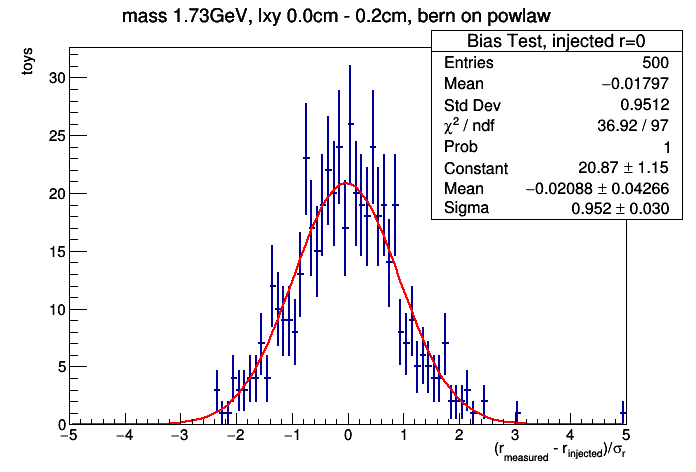 mass 1.73GeV, lxy 0.0cm - 0.2cm, bern on powlaw
toys
Bias Test, injected r=0
Entries 500
Mean −0.01797
Std Dev 0.9512
χ² / ndf 36.92 / 97
Prob 1
Constant 20.87 ± 1.15
Mean −0.02088 ± 0.04266
Sigma 0.952 ± 0.030
30
25
20
15
10
5
0
−5 −4 −3 −2 −1 0 1 2 3 4 5
(r_measured - r_injected)/σ_r